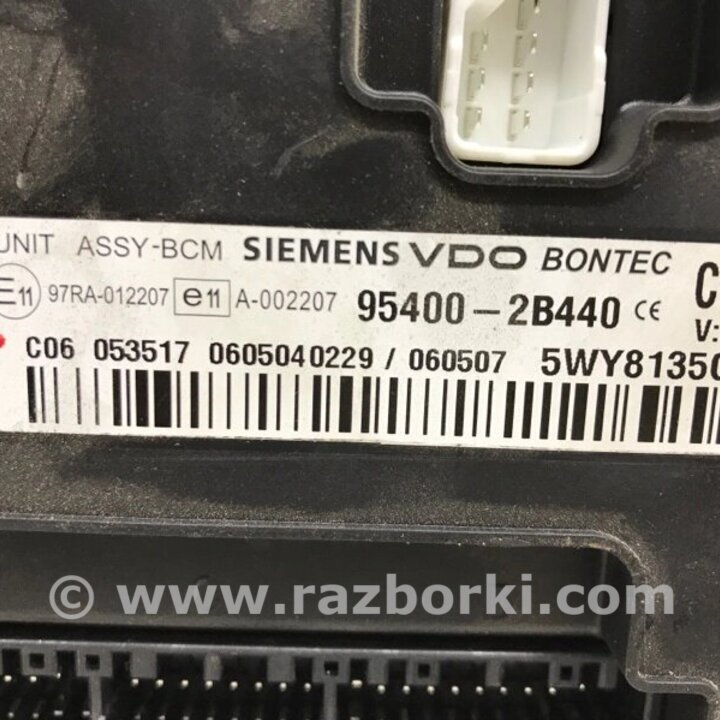 UNIT ASSY-BCM SIEMENS VDO BONTEC
E11 97RA-012207 e11 A-002207 95400-2B440 CE
V:
C06 053517 0605040229 / 060507 5WY8135
© www.razborki.com